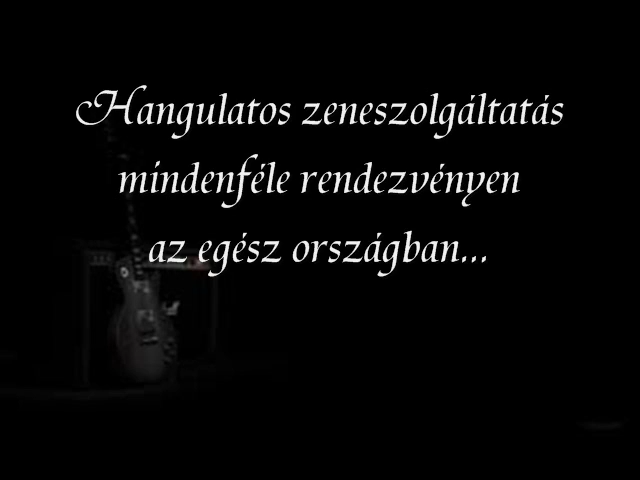 Hangulatos zeneszolgáltatás
mindenféle rendezvényen
az egész országban...